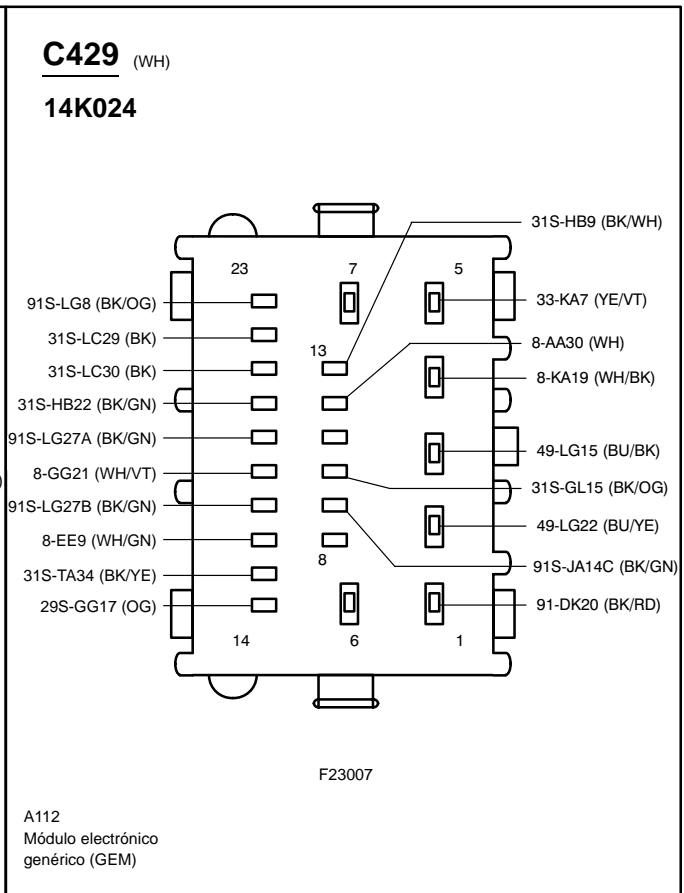 C429 (WH)
14K024
31S-HB9 (BK/WH)
23 7 5
91S-LG8 (BK/OG)
33-KA7 (YE/VT)
31S-LC29 (BK)
13
8-AA30 (WH)
31S-LC30 (BK)
8-KA19 (WH/BK)
31S-HB22 (BK/GN)
91S-LG27A (BK/GN)
49-LG15 (BU/BK)
8-GG21 (WH/VT)
31S-GL15 (BK/OG)
91S-LG27B (BK/GN)
49-LG22 (BU/YE)
8-EE9 (WH/GN)
8
91S-JA14C (BK/GN)
31S-TA34 (BK/YE)
29S-GG17 (OG)
91-DK20 (BK/RD)
14 6 1
F23007
A112
Módulo electrónico
genérico (GEM)